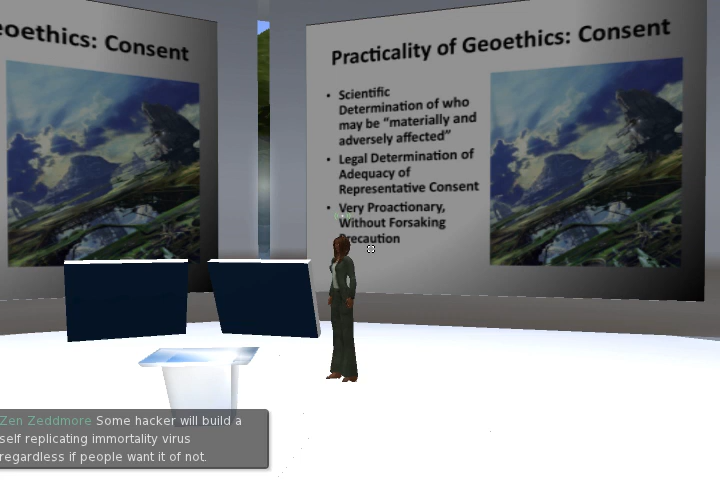 oethics: Consent
Practicality of Geoethics: Consent
• Scientific
Determination of who
may be “materially and
adversely affected”
• Legal Determination of
Adequacy of
Representative Consent
• Very Proactionary,
Without Forsaking
Precaution
Zen Zeddmore Some hacker will build a
self replicating immortality virus
regardless if people want it of not.